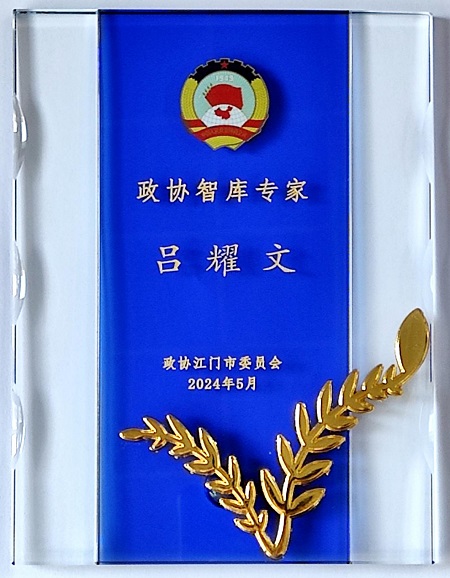 1949
政协智库专家
吕耀文
政协江门市委员会
2024年5月